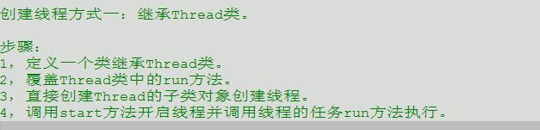 创建线程方式一：继承Thread类。
步骤：
1，定义一个类继承Thread类。
2，覆盖Thread类中的run方法。
3，直接创建Thread的子类对象创建线程。
4，调用start方法开启线程并调用线程的任务run方法执行。